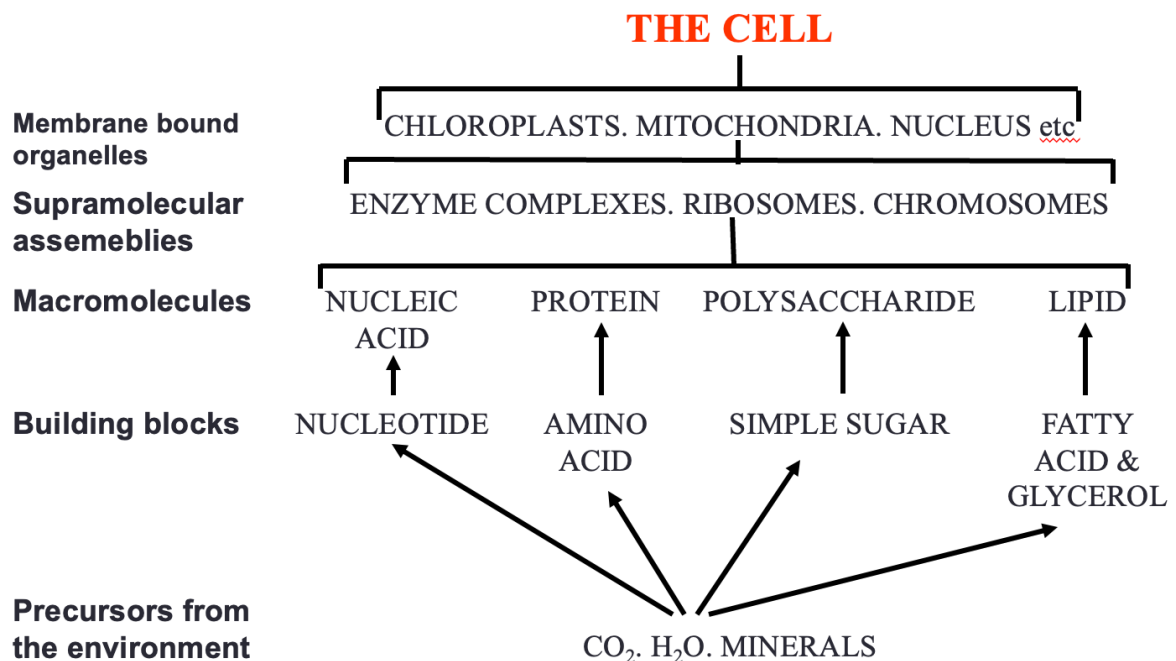 THE CELL
Membrane bound
organelles
CHLOROPLASTS. MITOCHONDRIA. NUCLEUS etc
Supramolecular
assemeblies
ENZYME COMPLEXES. RIBOSOMES. CHROMOSOMES
Macromolecules
NUCLEIC
ACID
PROTEIN
POLYSACCHARIDE
LIPID
Building blocks
NUCLEOTIDE
AMINO
ACID
SIMPLE SUGAR
FATTY
ACID &
GLYCEROL
Precursors from
the environment
CO₂. H₂O. MINERALS